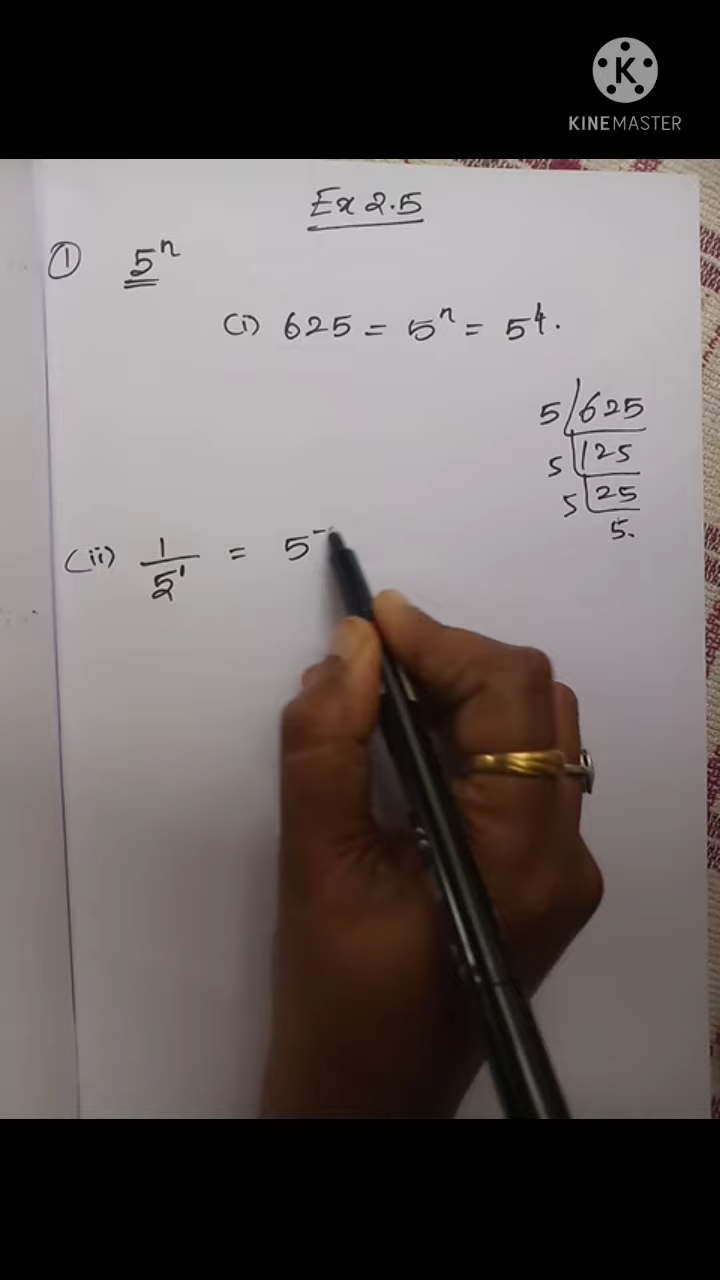 KINEMASTER
Ex 2.5
① 5ⁿ
(i) 625 = 5ⁿ = 5⁴.
5 | 625
5 | 125
5 | 25
5.
(ii) 1/5¹ = 5⁻